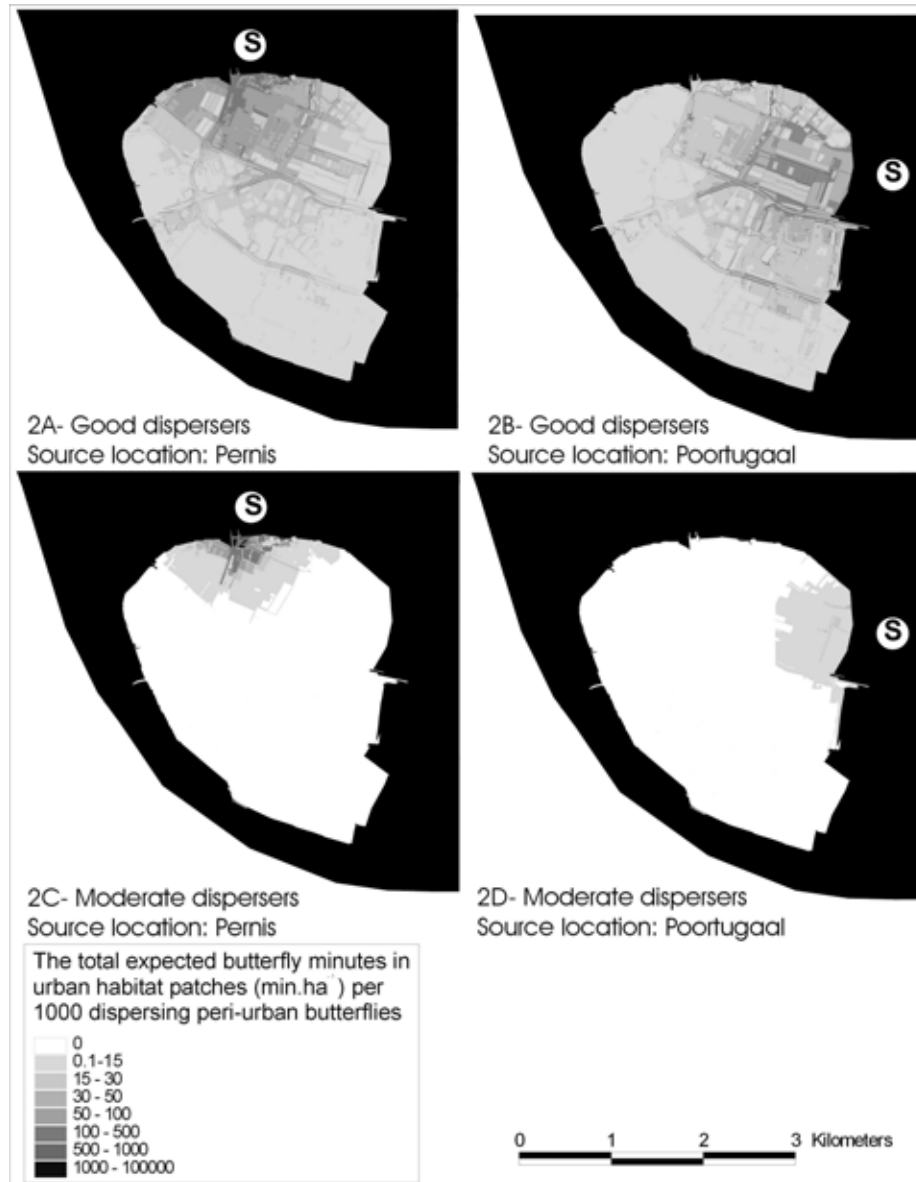 S
2A- Good dispersers
Source location: Pernis
S
2B- Good dispersers
Source location: Poortugaal
S
2C- Moderate dispersers
Source location: Pernis
S
2D- Moderate dispersers
Source location: Poortugaal
The total expected butterfly minutes in
urban habitat patches (min.ha⁻¹) per
1000 dispersing peri-urban butterflies
0
0.1-15
15 - 30
30 - 50
50 - 100
100 - 500
500 - 1000
1000 - 100000
0 1 2 3 Kilometers